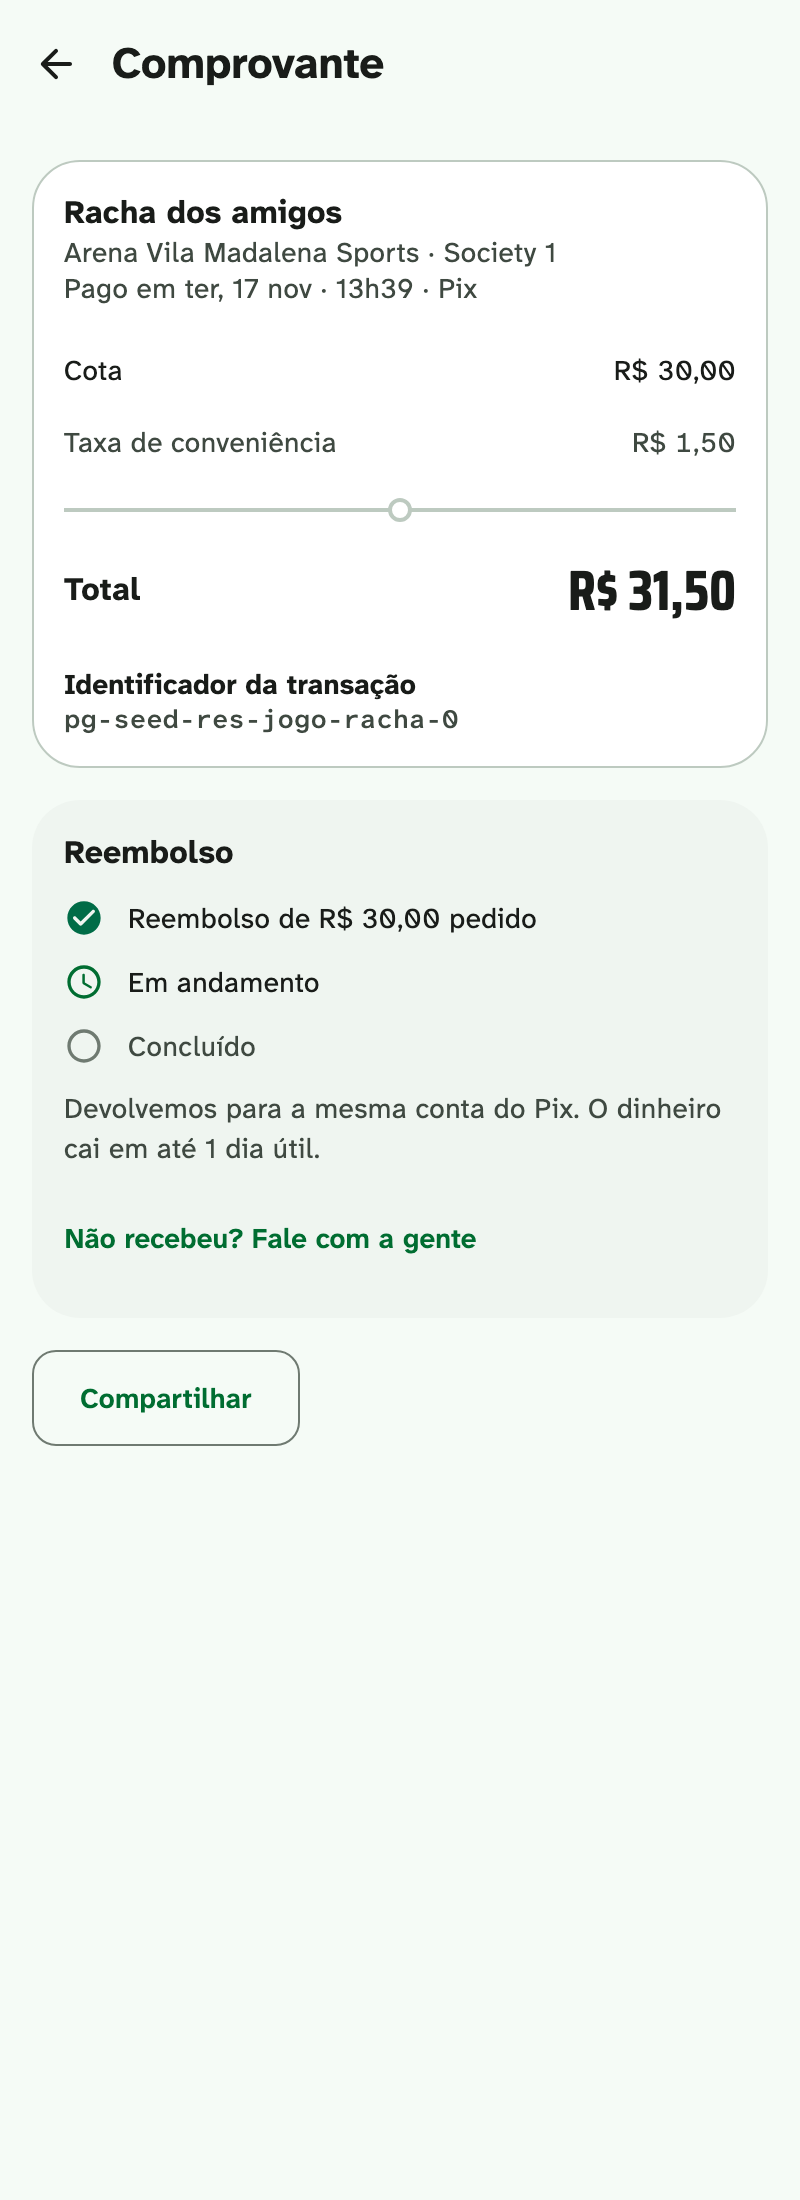 Comprovante
Racha dos amigos
Arena Vila Madalena Sports · Society 1
Pago em ter, 17 nov · 13h39 · Pix
Cota R$ 30,00
Taxa de conveniência R$ 1,50
Total R$ 31,50
Identificador da transação
pg-seed-res-jogo-racha-0
Reembolso
Reembolso de R$ 30,00 pedido
Em andamento
Concluído
Devolvemos para a mesma conta do Pix. O dinheiro
cai em até 1 dia útil.
Não recebeu? Fale com a gente
Compartilhar